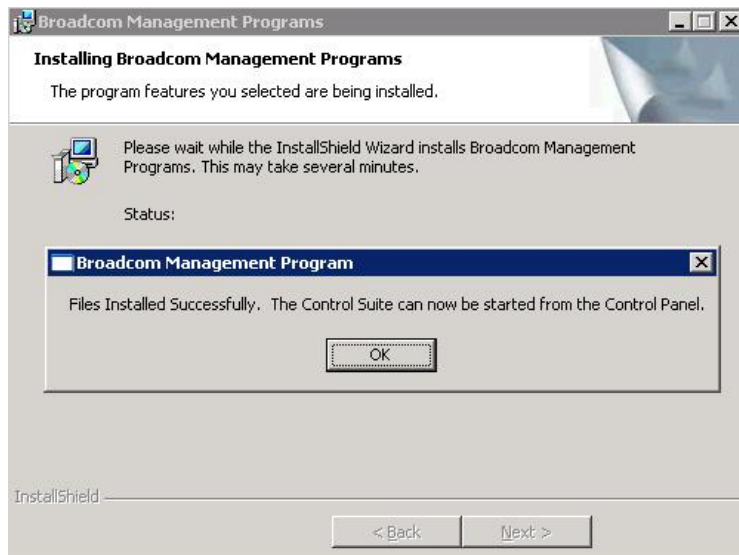 Broadcom Management Programs
Installing Broadcom Management Programs
The program features you selected are being installed.
Please wait while the InstallShield Wizard installs Broadcom Management
Programs. This may take several minutes.
Status:
Broadcom Management Program
Files Installed Successfully. The Control Suite can now be started from the Control Panel.
OK
InstallShield
< Back Next >